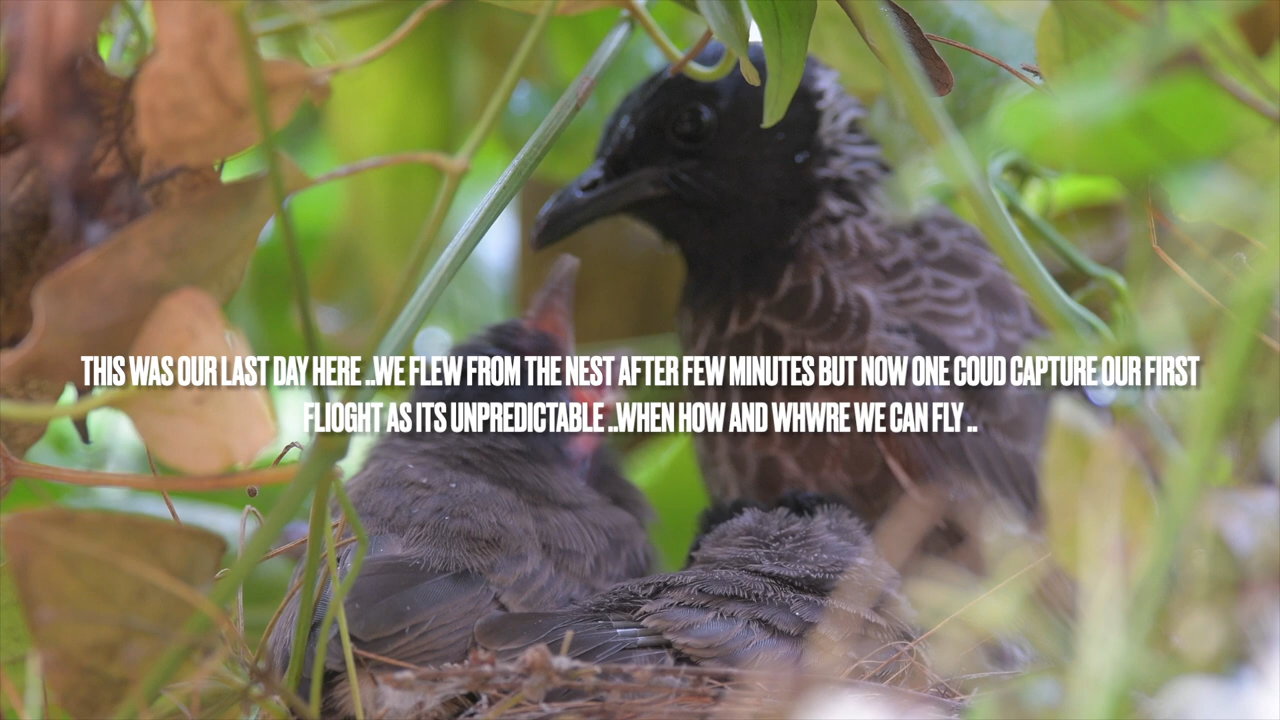 THIS WAS OUR LAST DAY HERE ..WE FLEW FROM THE NEST AFTER FEW MINUTES BUT NOW ONE COUD CAPTURE OUR FIRST
FLIOGHT AS ITS UNPREDICTABLE ..WHEN HOW AND WHWRE WE CAN FLY ..